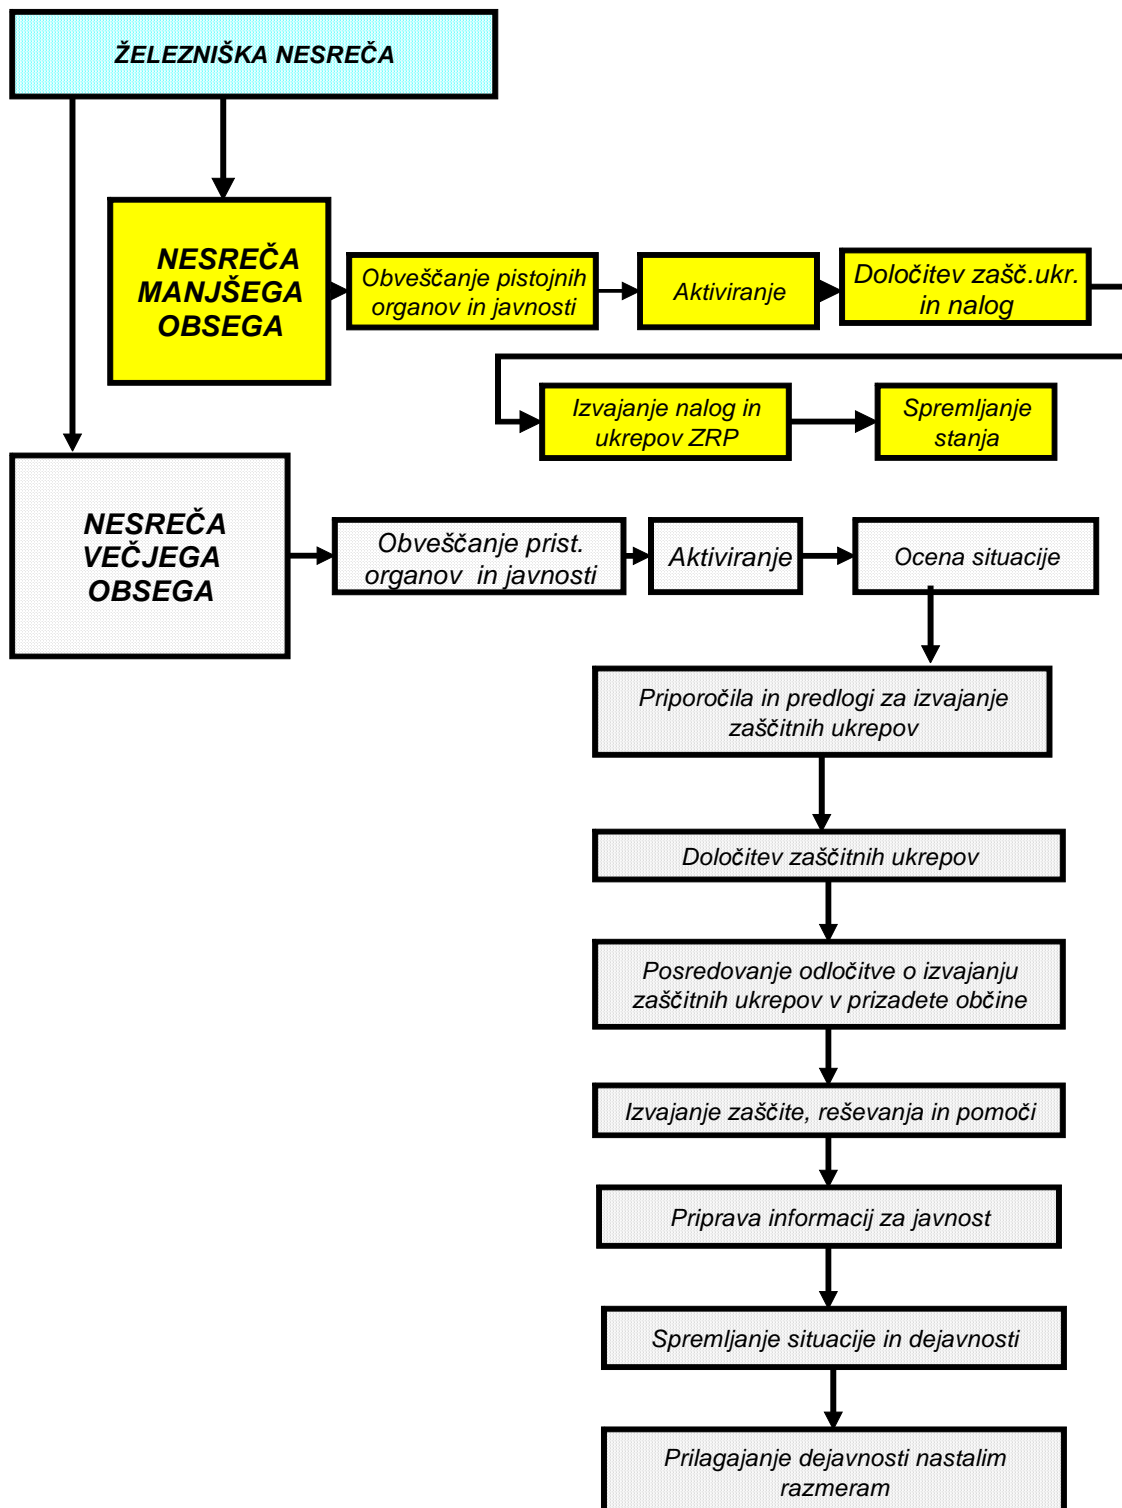 ŽELEZNIŠKA NESREČA
NESREČA
MANJŠEGA
OBSEGA
Obveščanje pistojnih
organov in javnosti
Aktiviranje
Določitev zašč.ukr.
in nalog
Izvajanje nalog in
ukrepov ZRP
Spremljanje
stanja
NESREČA
VEČJEGA
OBSEGA
Obveščanje prist.
organov in javnosti
Aktiviranje
Ocena situacije
Priporočila in predlogi za izvajanje
zaščitnih ukrepov
Določitev zaščitnih ukrepov
Posredovanje odločitve o izvajanju
zaščitnih ukrepov v prizadete občine
Izvajanje zaščite, reševanja in pomoči
Priprava informacij za javnost
Spremljanje situacije in dejavnosti
Prilagajanje dejavnosti nastalim
razmeram